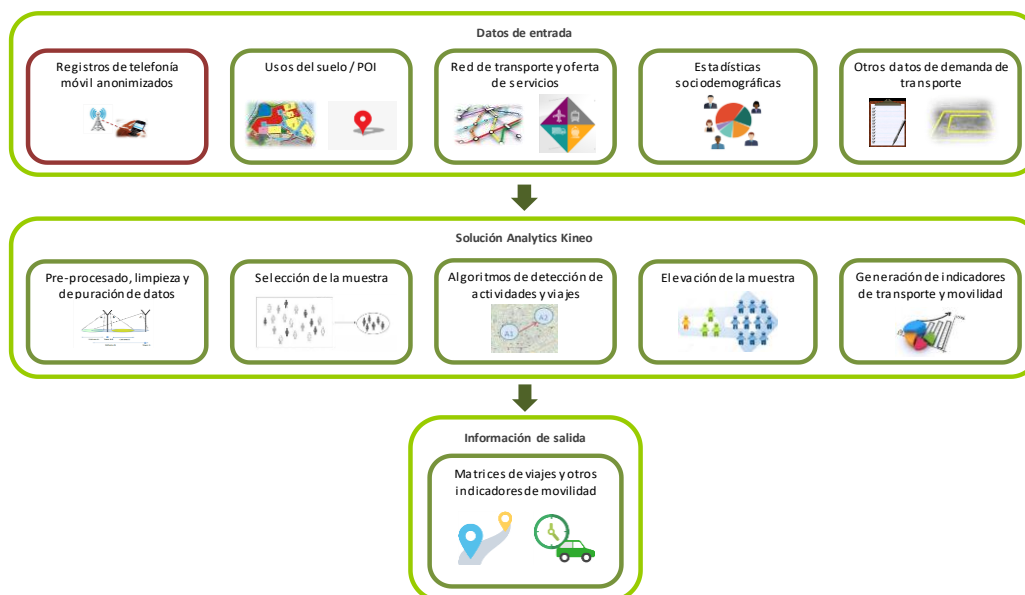 Datos de entrada
Registros de telefonía
móvil anonimizados
Usos del suelo / POI
Red de transporte y oferta
de servicios
Estadísticas
sociodemográficas
Otros datos de demanda de
transporte
Solución Analytics Kineo
Pre-procesado, limpieza y
depuración de datos
Selección de la muestra
Algoritmos de detección de
actividades y viajes
A1
A2
Elevación de la muestra
Generación de indicadores
de transporte y movilidad
Información de salida
Matrices de viajes y otros
indicadores de movilidad